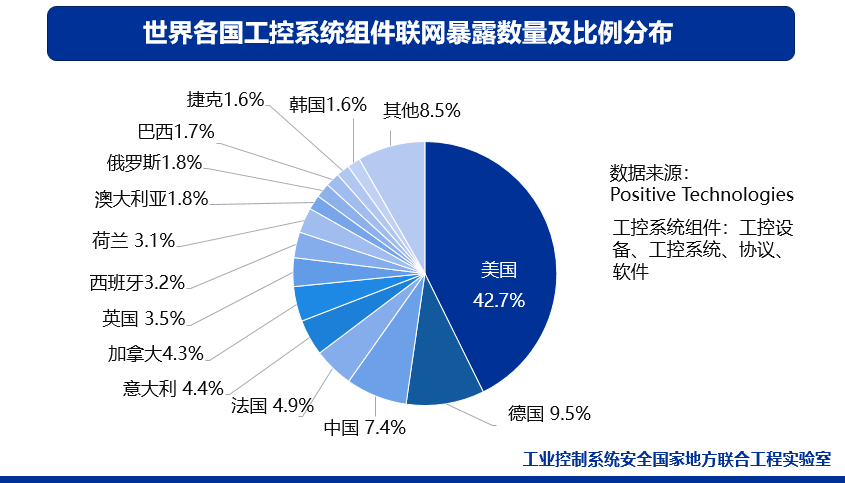 世界各国工控系统组件联网暴露数量及比例分布
捷克1.6%
韩国1.6%
其他8.5%
巴西1.7%
俄罗斯1.8%
澳大利亚1.8%
荷兰 3.1%
西班牙3.2%
英国 3.5%
加拿大4.3%
意大利 4.4%
法国 4.9%
中国 7.4%
德国 9.5%
美国
42.7%
数据来源：
Positive Technologies
工控系统组件：工控设
备、工控系统、协议、
软件
工业控制系统安全国家地方联合工程实验室